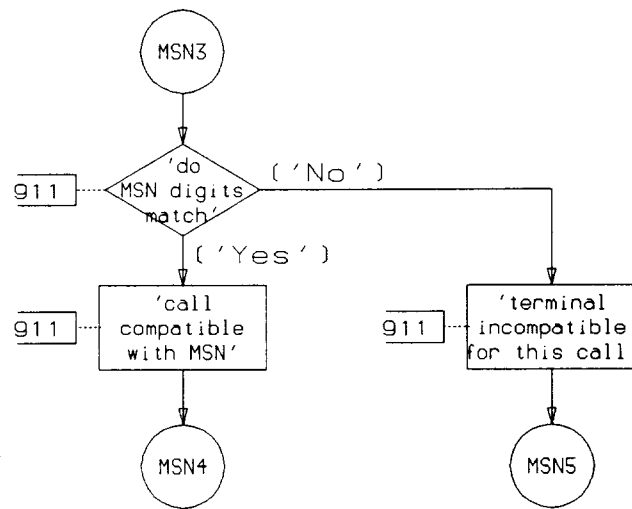 MSN3
'do
MSN digits
match'
911
('No')
('Yes')
'call
compatible
with MSN'
911
'terminal
incompatible
for this call
911
MSN4
MSN5